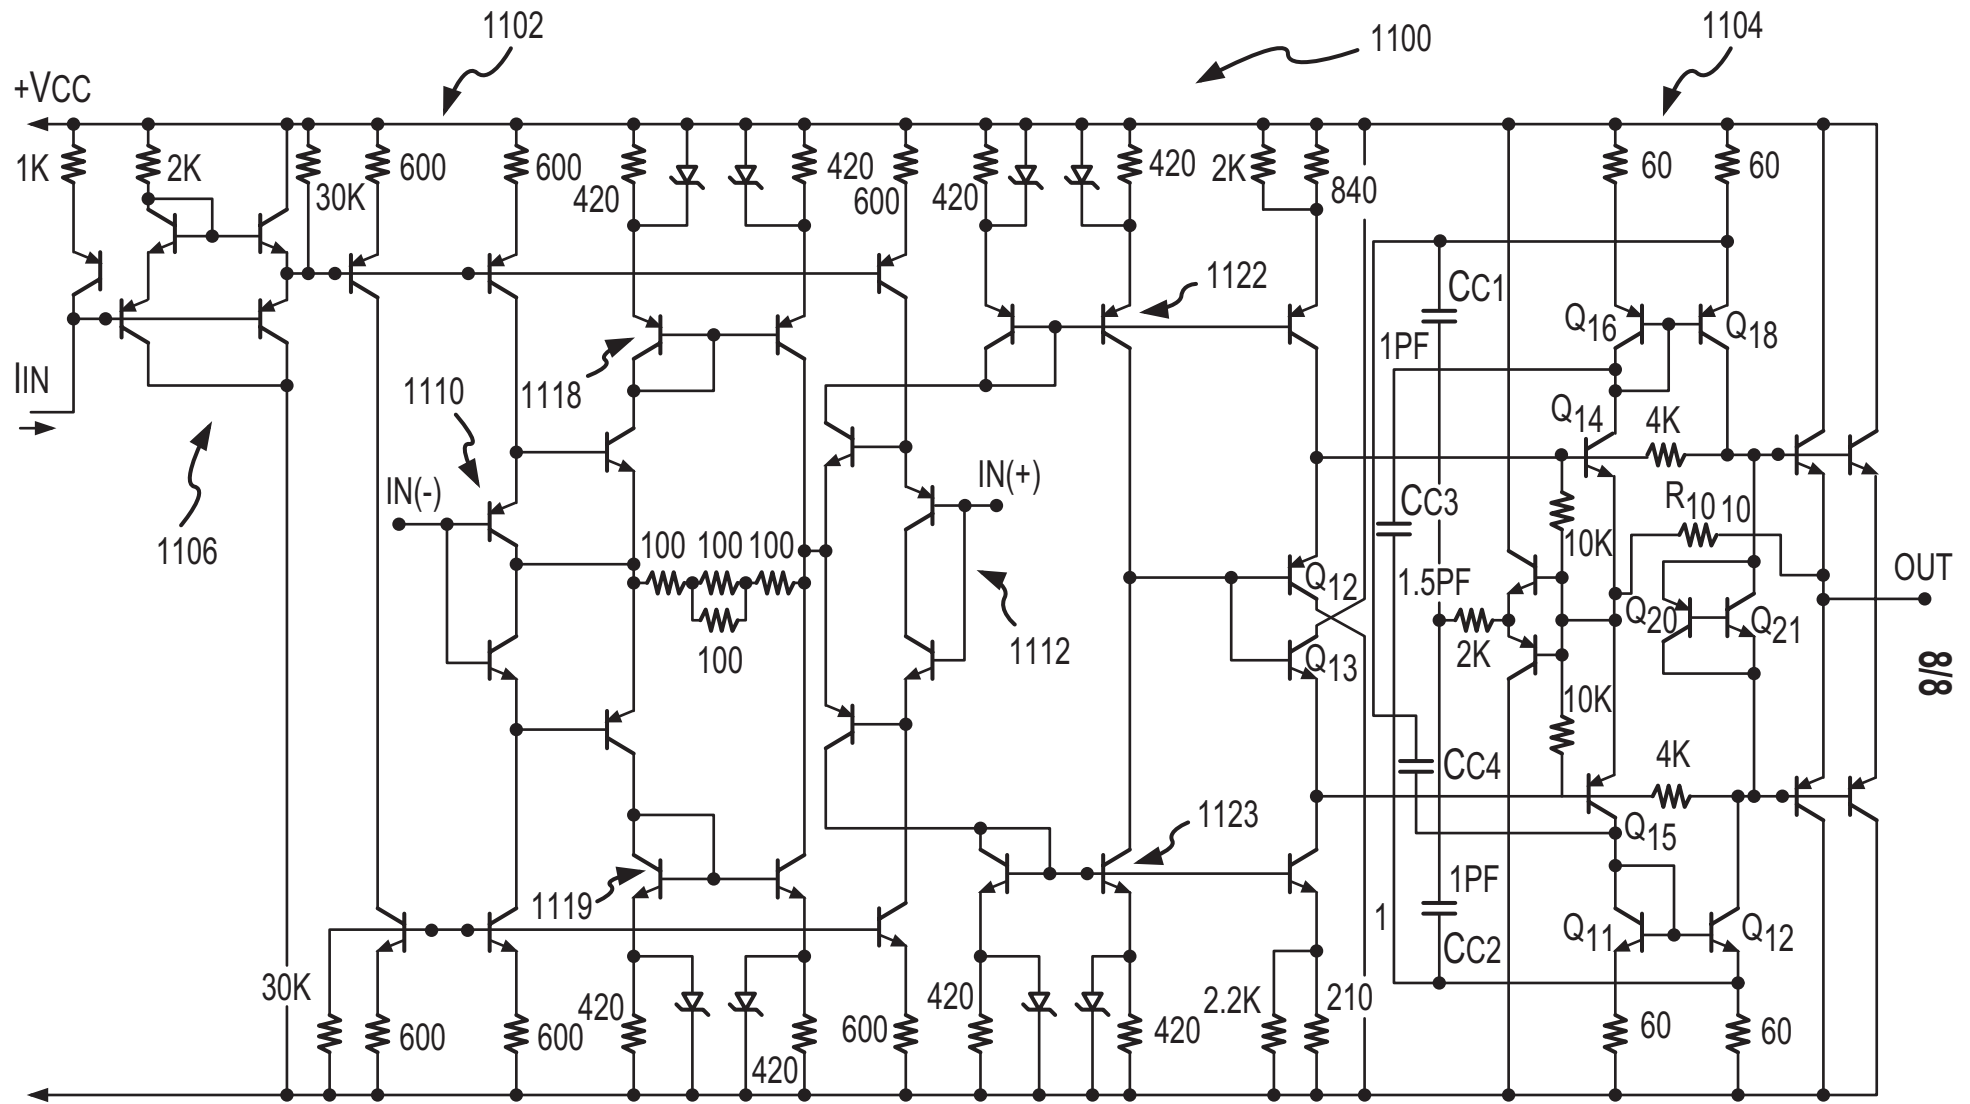 1102
1100
1104
+VCC
1K
2K
30K
600
600
420
420
600
420
420
2K
840
60
60
1122
CC1
1PF
Q16
Q18
IIN
1118
1110
Q14
4K
IN(-)
IN(+)
CC3
R10 10
1106
100
100
100
10K
1.5PF
Q12
OUT
Q20
Q21
100
1112
Q13
2K
8/8
10K
CC4
4K
1123
Q15
1119
1PF
1
Q11
Q12
CC2
30K
420
420
2.2K
210
600
600
600
420
420
60
60